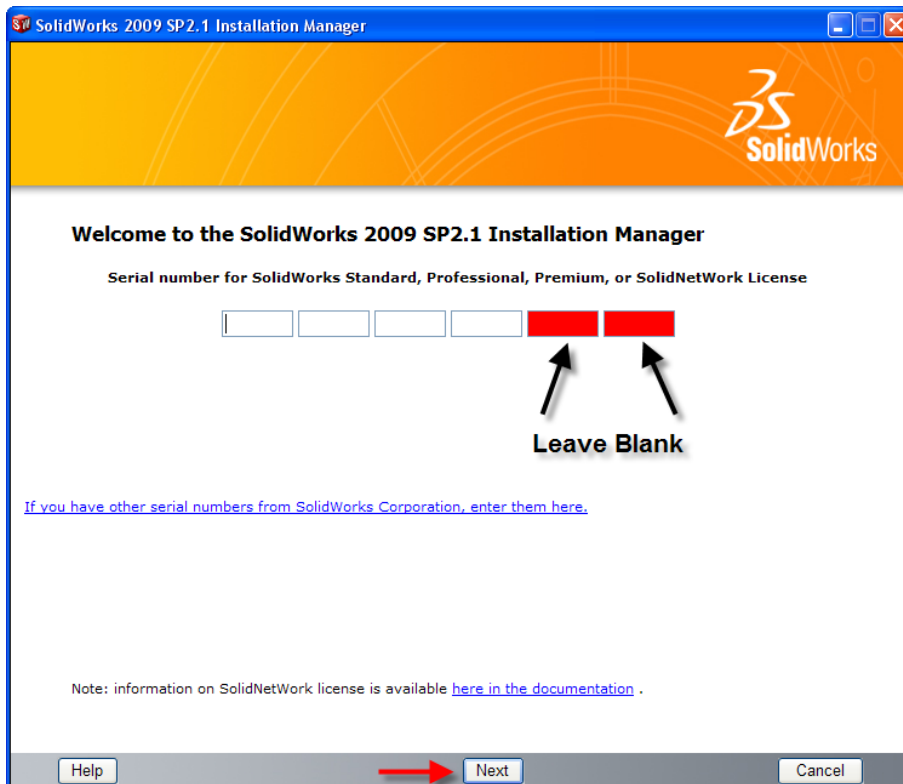 SolidWorks 2009 SP2.1 Installation Manager
SolidWorks
Welcome to the SolidWorks 2009 SP2.1 Installation Manager
Serial number for SolidWorks Standard, Professional, Premium, or SolidNetWork License
Leave Blank
If you have other serial numbers from SolidWorks Corporation, enter them here.
Note: information on SolidNetWork license is available here in the documentation .
Help Next Cancel